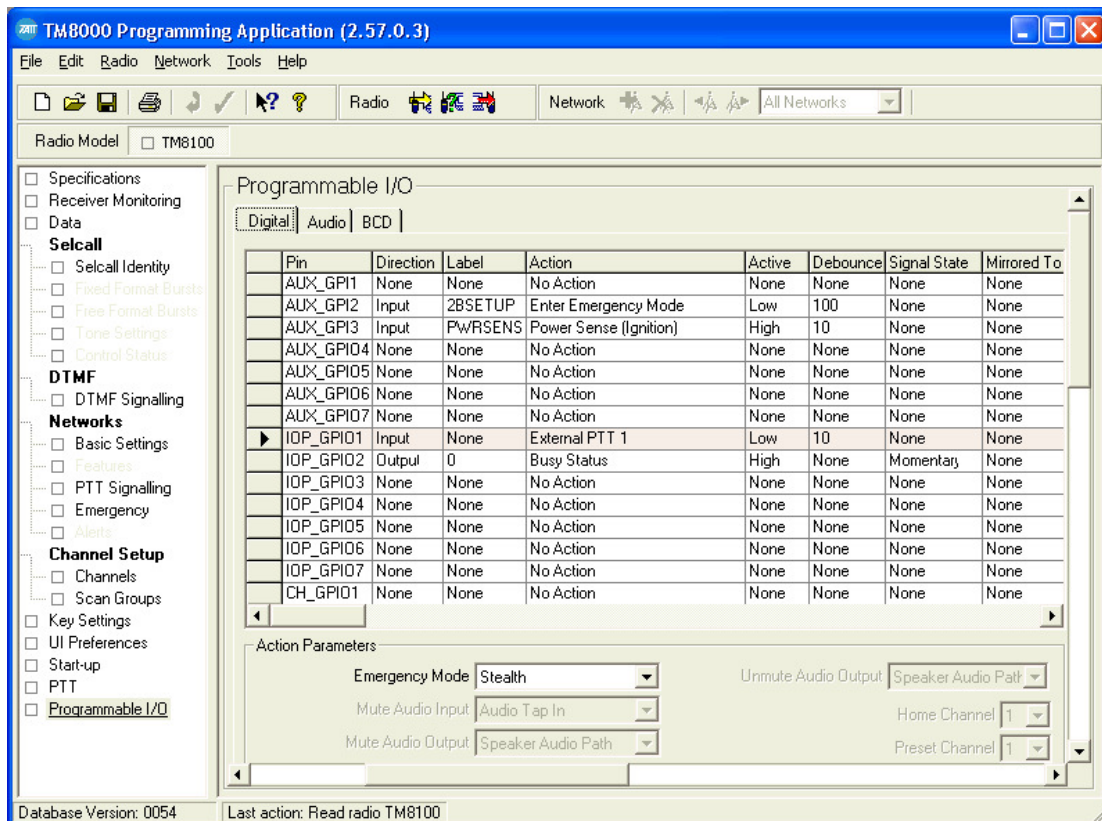 TAIT TM8000 Programming Application (2.57.0.3)
File Edit Radio Network Tools Help
Radio Network All Networks
Radio Model TM8100
Specifications
Receiver Monitoring
Data
Selcall
Selcall Identity
Fixed Format Bursts
Free Format Bursts
Tone Settings
Control Status
DTMF
DTMF Signalling
Networks
Basic Settings
Features
PTT Signalling
Emergency
Alerts
Channel Setup
Channels
Scan Groups
Key Settings
UI Preferences
Start-up
PTT
Programmable I/O
Programmable I/O
Digital Audio BCD
Pin Direction Label Action Active Debounce Signal State Mirrored To
AUX_GPI1 None None No Action None None None None
AUX_GPI2 Input 2BSETUP Enter Emergency Mode Low 100 None None
AUX_GPI3 Input PWRSENS Power Sense (Ignition) High 10 None None
AUX_GPIO4 None None No Action None None None None
AUX_GPIO5 None None No Action None None None None
AUX_GPIO6 None None No Action None None None None
AUX_GPIO7 None None No Action None None None None
IOP_GPIO1 Input None External PTT 1 Low 10 None None
IOP_GPIO2 Output 0 Busy Status High None Momentary None
IOP_GPIO3 None None No Action None None None None
IOP_GPIO4 None None No Action None None None None
IOP_GPIO5 None None No Action None None None None
IOP_GPIO6 None None No Action None None None None
IOP_GPIO7 None None No Action None None None None
CH_GPIO1 None None No Action None None None None
Action Parameters
Emergency Mode Stealth Unmute Audio Output Speaker Audio Path
Mute Audio Input Audio Tap In Home Channel 1
Mute Audio Output Speaker Audio Path Preset Channel 1
Database Version: 0054 Last action: Read radio TM8100